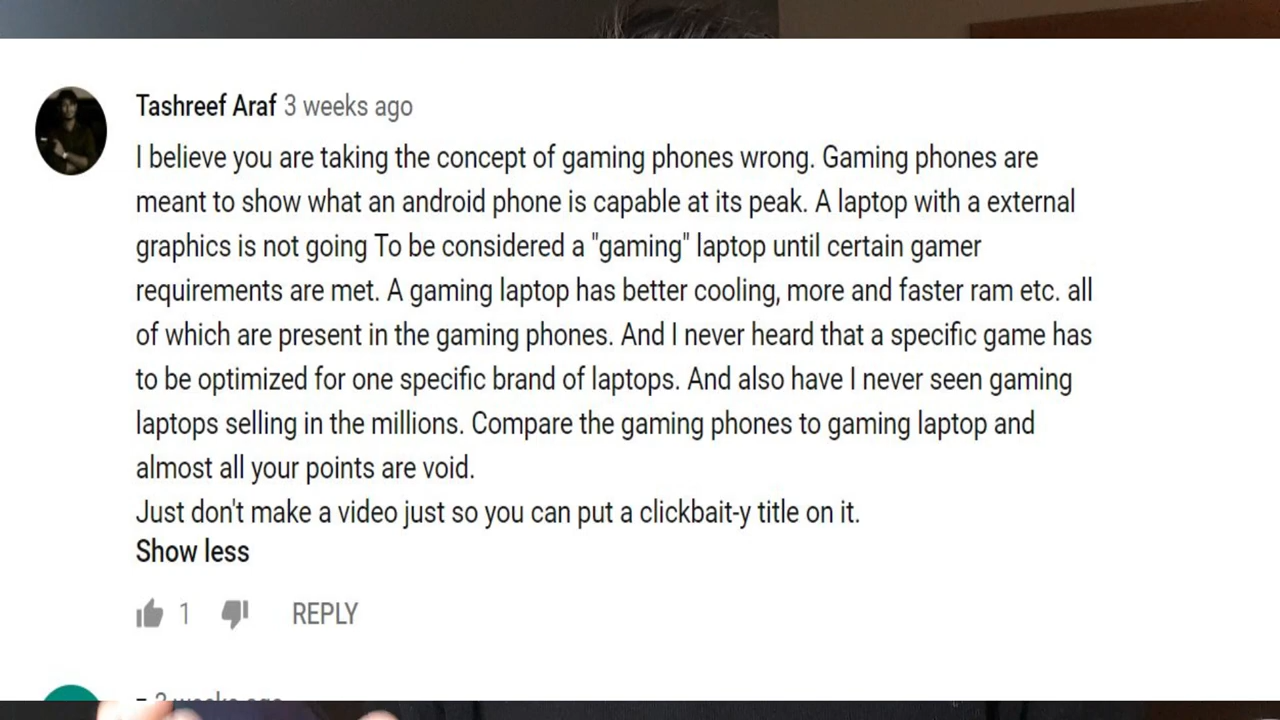 Tashreef Araf 3 weeks ago
I believe you are taking the concept of gaming phones wrong. Gaming phones are
meant to show what an android phone is capable at its peak. A laptop with a external
graphics is not going To be considered a "gaming" laptop until certain gamer
requirements are met. A gaming laptop has better cooling, more and faster ram etc. all
of which are present in the gaming phones. And I never heard that a specific game has
to be optimized for one specific brand of laptops. And also have I never seen gaming
laptops selling in the millions. Compare the gaming phones to gaming laptop and
almost all your points are void.
Just don't make a video just so you can put a clickbait-y title on it.
Show less
1 REPLY
weeks ago